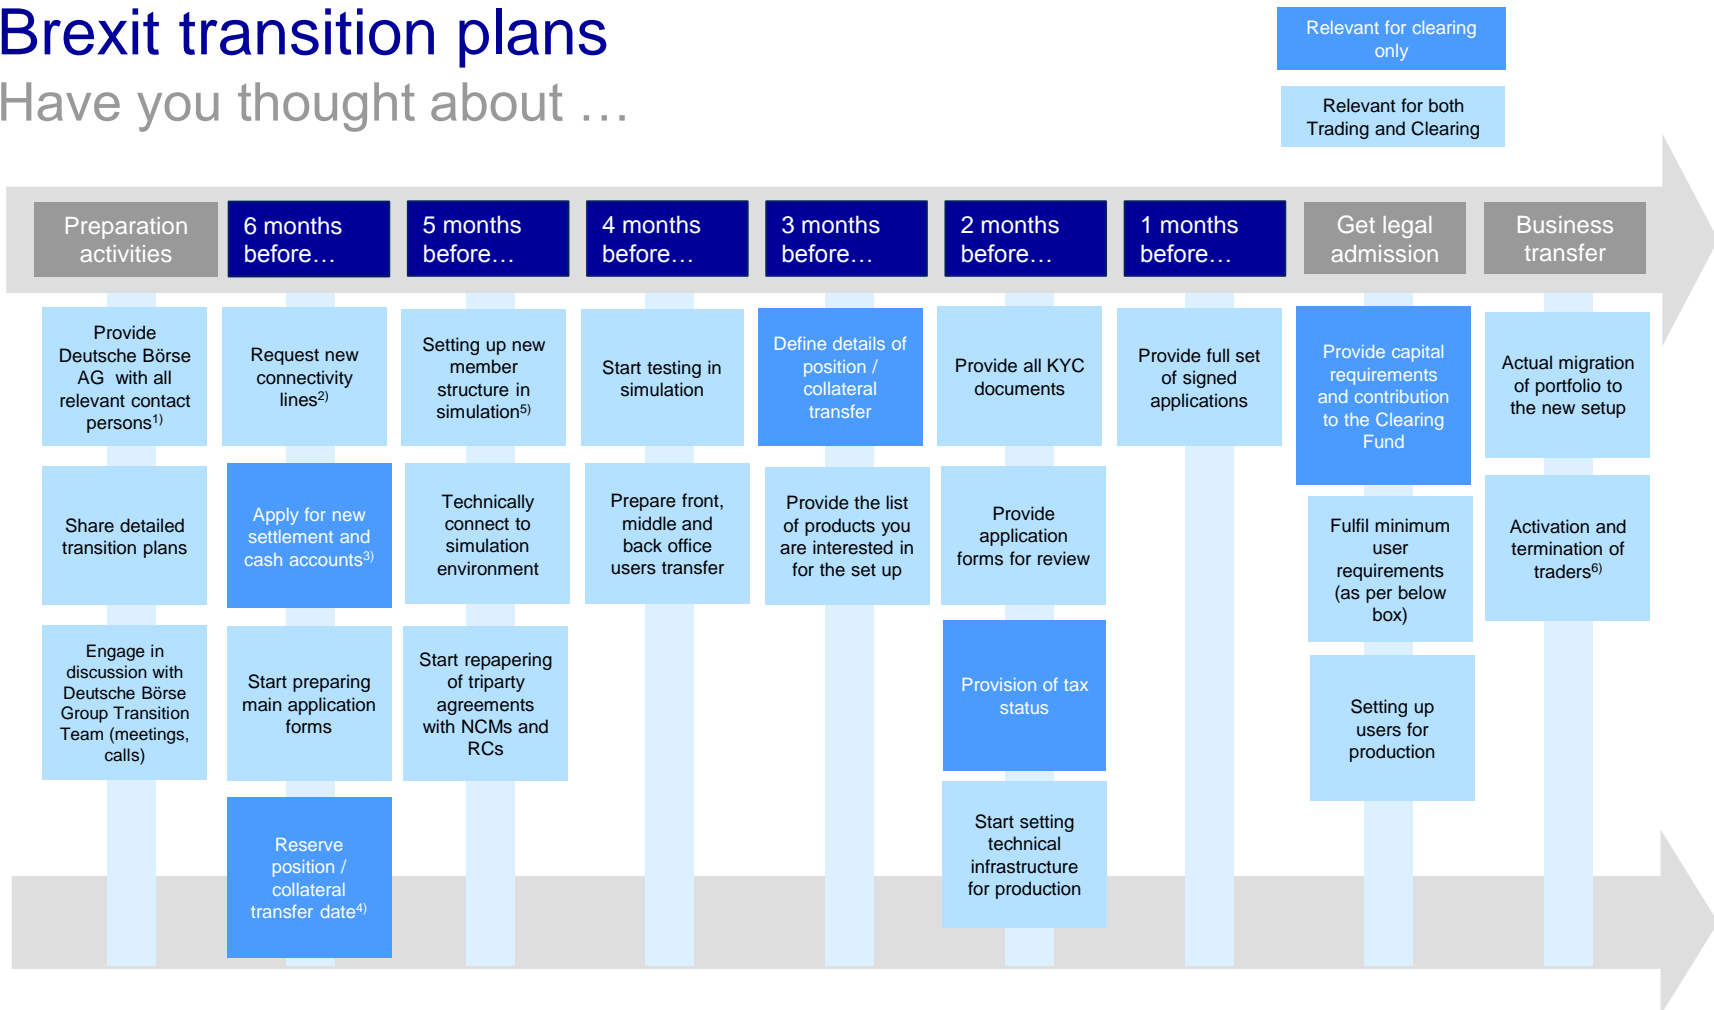 Brexit transition plans
Have you thought about …
Relevant for clearing
only
Relevant for both
Trading and Clearing
Preparation
activities
6 months
before…
5 months
before…
4 months
before…
3 months
before…
2 months
before…
1 months
before…
Get legal
admission
Business
transfer
Provide
Deutsche Börse
AG with all
relevant contact
persons1)
Share detailed
transition plans
Engage in
discussion with
Deutsche Börse
Group Transition
Team (meetings,
calls)
Request new
connectivity
lines2)
Apply for new
settlement and
cash accounts3)
Start preparing
main application
forms
Reserve
position /
collateral
transfer date4)
Setting up new
member
structure in
simulation5)
Technically
connect to
simulation
environment
Start repapering
of triparty
agreements
with NCMs and
RCs
Start testing in
simulation
Prepare front,
middle and
back office
users transfer
Define details of
position /
collateral
transfer
Provide the list
of products you
are interested in
for the set up
Provide all KYC
documents
Provide
application
forms for review
Provision of tax
status
Start setting
technical
infrastructure
for production
Provide full set
of signed
applications
Provide capital
requirements
and contribution
to the Clearing
Fund
Fulfil minimum
user
requirements
(as per below
box)
Setting up
users for
production
Actual migration
of portfolio to
the new setup
Activation and
termination of
traders6)